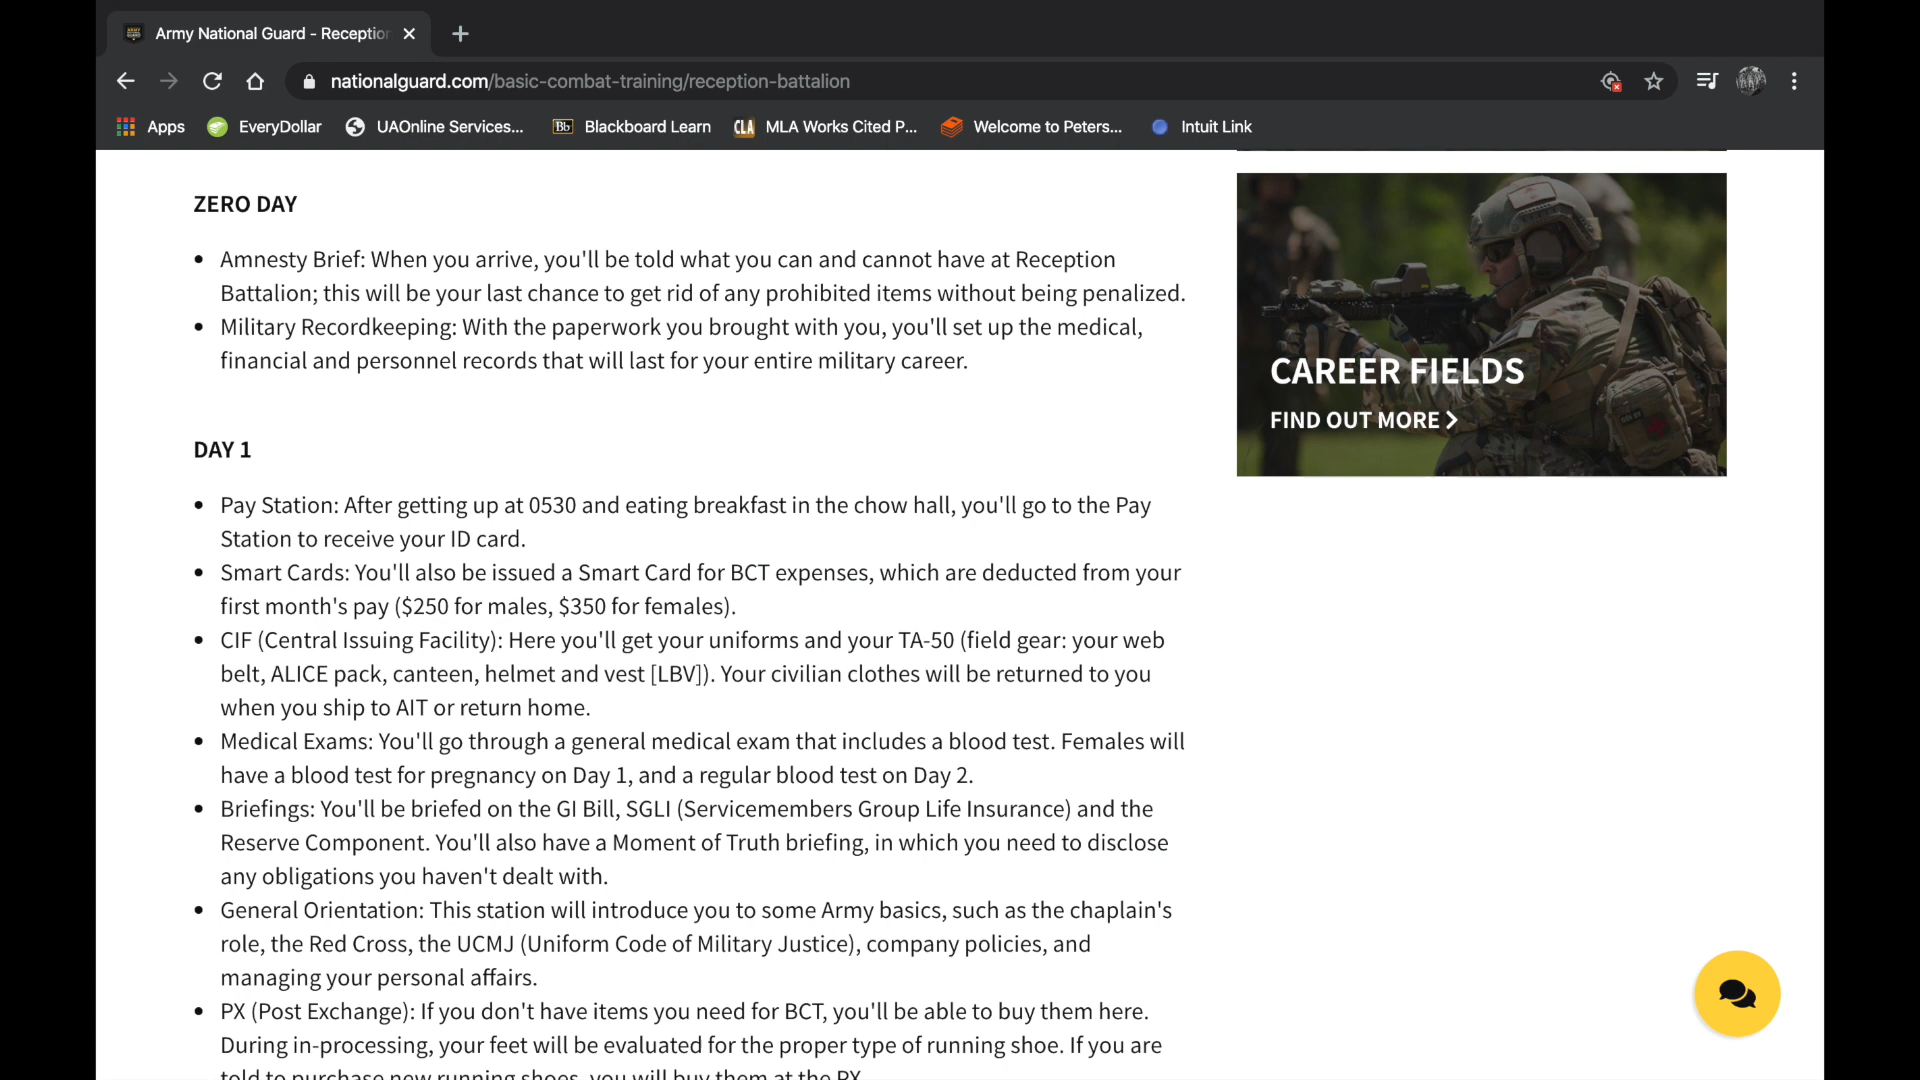 Army National Guard - Receptio
nationalguard.com/basic-combat-training/reception-battalion
Apps
EveryDollar
UAOnline Services...
Bb
Blackboard Learn
CLA
MLA Works Cited P...
Welcome to Peters...
Intuit Link
ZERO DAY
• Amnesty Brief: When you arrive, you'll be told what you can and cannot have at Reception
Battalion; this will be your last chance to get rid of any prohibited items without being penalized.
• Military Recordkeeping: With the paperwork you brought with you, you'll set up the medical,
financial and personnel records that will last for your entire military career.
CAREER FIELDS
FIND OUT MORE
DAY 1
• Pay Station: After getting up at 0530 and eating breakfast in the chow hall, you'll go to the Pay
Station to receive your ID card.
• Smart Cards: You'll also be issued a Smart Card for BCT expenses, which are deducted from your
first month's pay ($250 for males, $350 for females).
• CIF (Central Issuing Facility): Here you'll get your uniforms and your TA-50 (field gear: your web
belt, ALICE pack, canteen, helmet and vest [LBV]). Your civilian clothes will be returned to you
when you ship to AIT or return home.
• Medical Exams: You'll go through a general medical exam that includes a blood test. Females will
have a blood test for pregnancy on Day 1, and a regular blood test on Day 2.
• Briefings: You'll be briefed on the GI Bill, SGLI (Servicemembers Group Life Insurance) and the
Reserve Component. You'll also have a Moment of Truth briefing, in which you need to disclose
any obligations you haven't dealt with.
• General Orientation: This station will introduce you to some Army basics, such as the chaplain's
role, the Red Cross, the UCMJ (Uniform Code of Military Justice), company policies, and
managing your personal affairs.
• PX (Post Exchange): If you don't have items you need for BCT, you'll be able to buy them here.
During in-processing, your feet will be evaluated for the proper type of running shoe. If you are
told to purchase new running shoes, you will buy them at the PX.